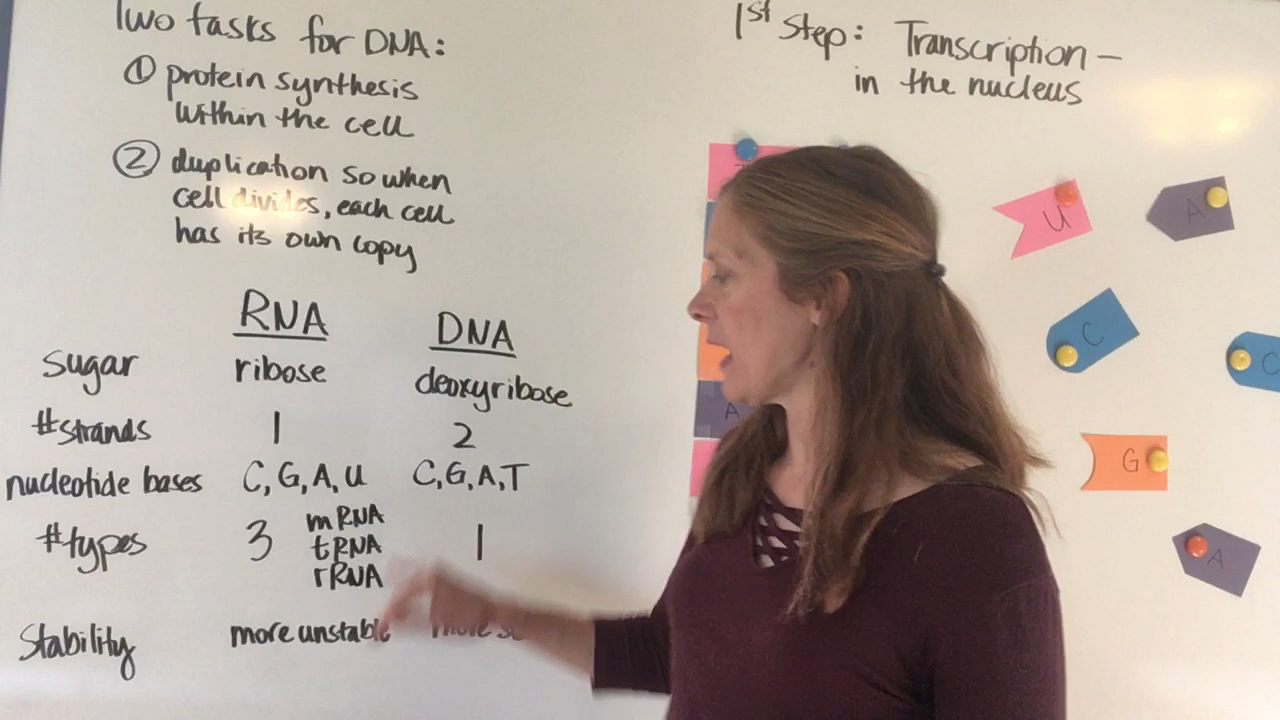 Two tasks for DNA:
① protein synthesis
within the cell
② duplication so when
cell divides, each cell
has its own copy
RNA DNA
sugar ribose deoxyribose
#strands 1 2
nucleotide bases C, G, A, U C, G, A, T
#types 3 mRNA 1
tRNA
rRNA
Stability more unstable more
1st Step: Transcription –
in the nucleus
A
U
A
C
C
G
A